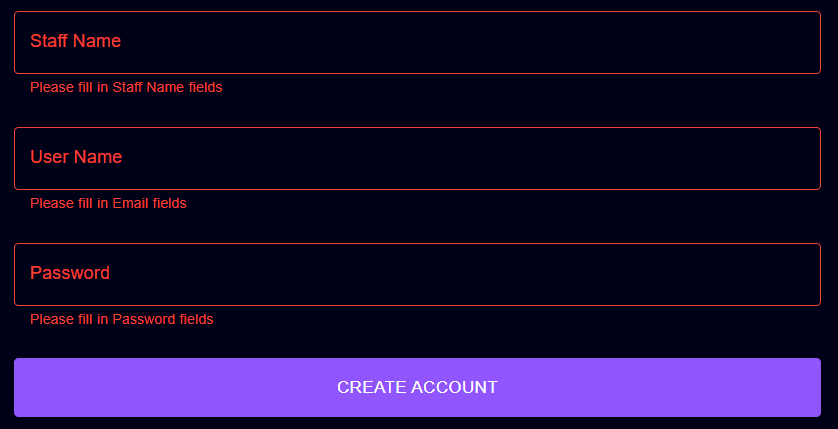 Staff Name
Please fill in Staff Name fields
User Name
Please fill in Email fields
Password
Please fill in Password fields
CREATE ACCOUNT